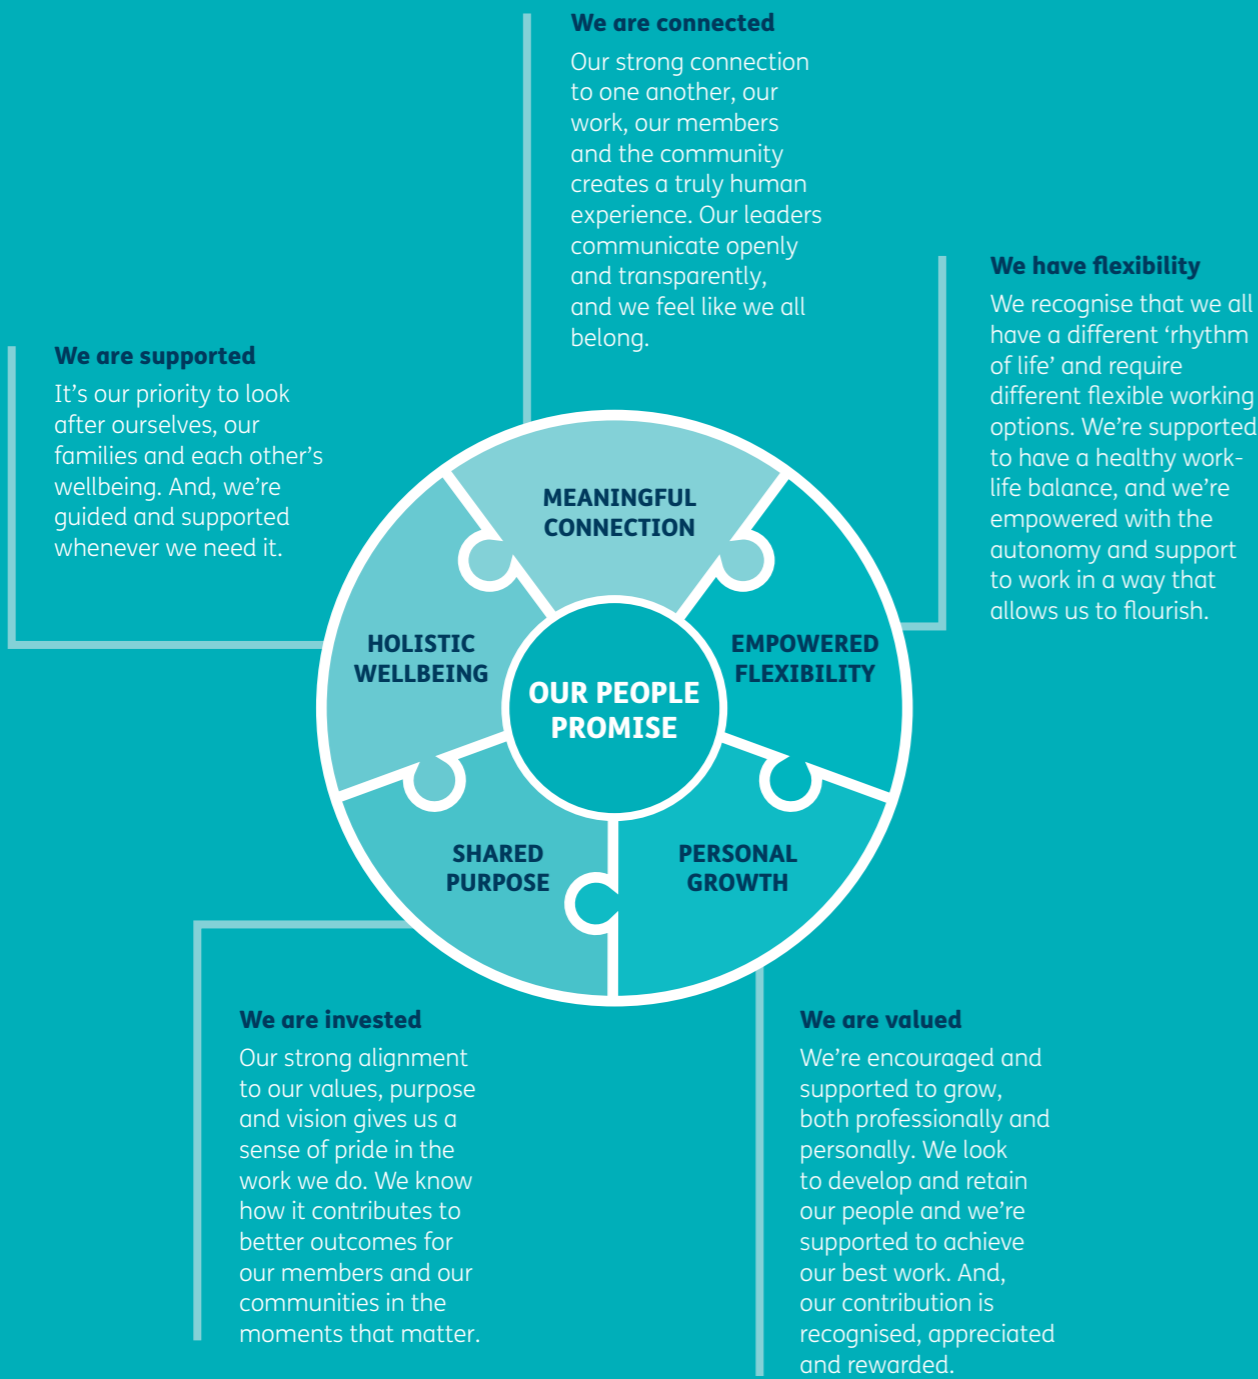 We are connected
Our strong connection
to one another, our
work, our members
and the community
creates a truly human
experience. Our leaders
communicate openly
and transparently,
and we feel like we all
belong.
We have flexibility
We recognise that we all
have a different ‘rhythm
of life’ and require
different flexible working
options. We’re supported
to have a healthy work-
life balance, and we’re
empowered with the
autonomy and support
to work in a way that
allows us to flourish.
We are supported
It’s our priority to look
after ourselves, our
families and each other’s
wellbeing. And, we’re
guided and supported
whenever we need it.
MEANINGFUL
CONNECTION
HOLISTIC
WELLBEING
EMPOWERED
FLEXIBILITY
OUR PEOPLE
PROMISE
SHARED
PURPOSE
PERSONAL
GROWTH
We are invested
Our strong alignment
to our values, purpose
and vision gives us a
sense of pride in the
work we do. We know
how it contributes to
better outcomes for
our members and our
communities in the
moments that matter.
We are valued
We’re encouraged and
supported to grow,
both professionally and
personally. We look
to develop and retain
our people and we’re
supported to achieve
our best work. And,
our contribution is
recognised, appreciated
and rewarded.